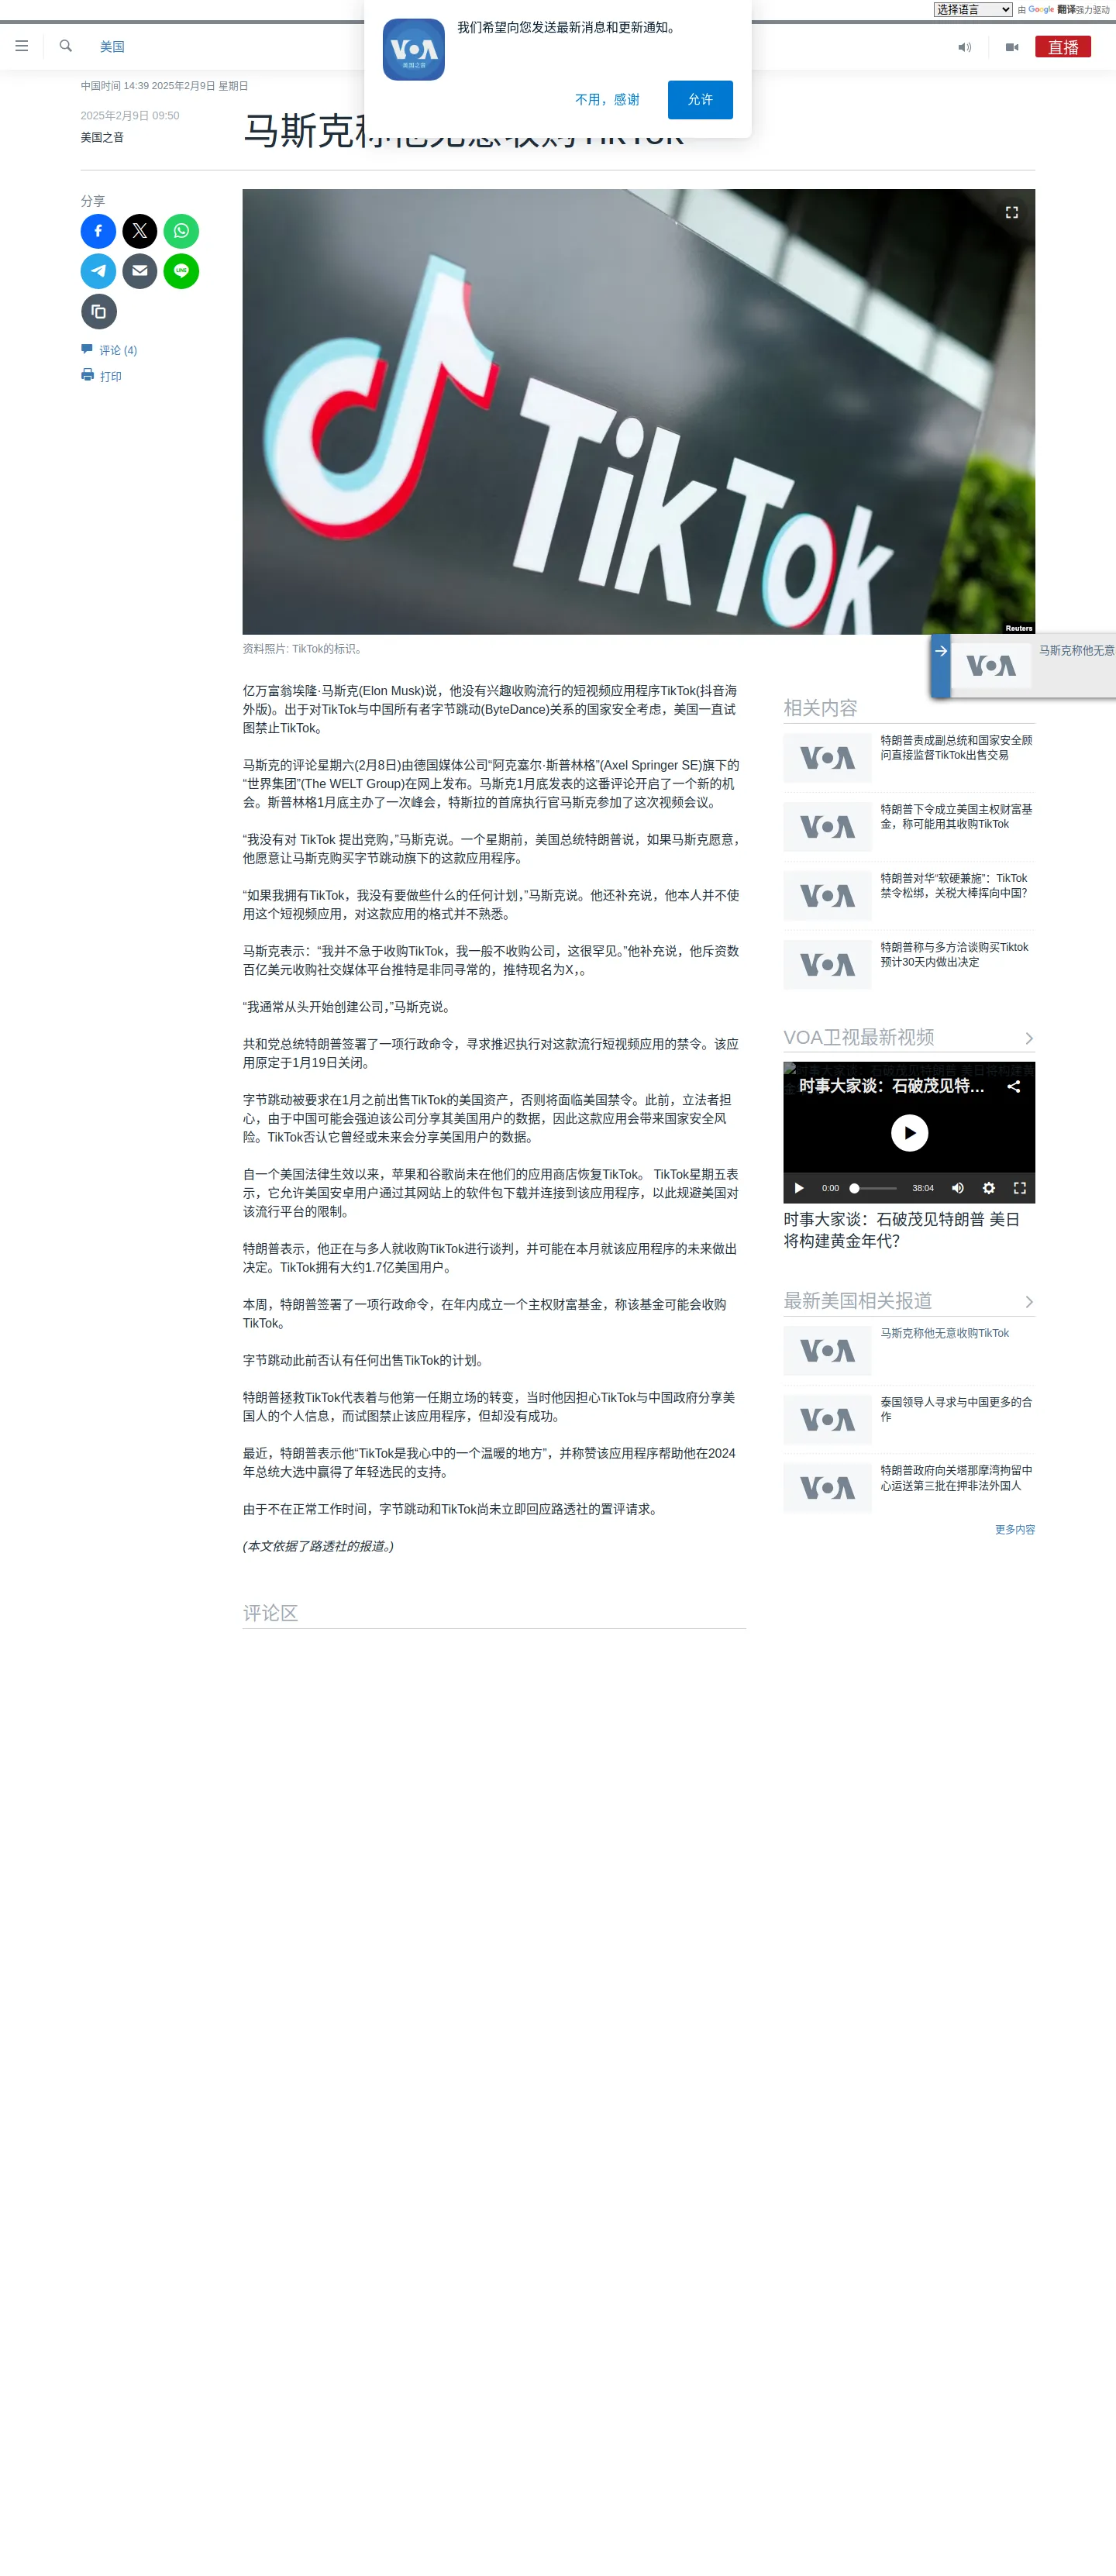 选择语言
由 Google 翻译强力驱动
美国
直播
VOA
美国之音
我们希望向您发送最新消息和更新通知。
不用，感谢
允许
中国时间 14:39 2025年2月9日 星期日
2025年2月9日 09:50
美国之音
马斯克称他无意收购TikTok
分享
LINE
评论 (4)
打印
TikTok
Reuters
资料照片: TikTok的标识。
VOA
马斯克称他无意
亿万富翁埃隆·马斯克(Elon Musk)说，他没有兴趣收购流行的短视频应用程序TikTok(抖音海
外版)。出于对TikTok与中国所有者字节跳动(ByteDance)关系的国家安全考虑，美国一直试
图禁止TikTok。
马斯克的评论星期六(2月8日)由德国媒体公司“阿克塞尔·斯普林格”(Axel Springer SE)旗下的
“世界集团”(The WELT Group)在网上发布。马斯克1月底发表的这番评论开启了一个新的机
会。斯普林格1月底主办了一次峰会，特斯拉的首席执行官马斯克参加了这次视频会议。
“我没有对 TikTok 提出竞购，”马斯克说。一个星期前，美国总统特朗普说，如果马斯克愿意，
他愿意让马斯克购买字节跳动旗下的这款应用程序。
“如果我拥有TikTok，我没有要做些什么的任何计划，”马斯克说。他还补充说，他本人并不使
用这个短视频应用，对这款应用的格式并不熟悉。
马斯克表示：“我并不急于收购TikTok，我一般不收购公司，这很罕见。”他补充说，他斥资数
百亿美元收购社交媒体平台推特是非同寻常的，推特现名为X，。
“我通常从头开始创建公司，”马斯克说。
共和党总统特朗普签署了一项行政命令，寻求推迟执行对这款流行短视频应用的禁令。该应
用原定于1月19日关闭。
字节跳动被要求在1月之前出售TikTok的美国资产，否则将面临美国禁令。此前，立法者担
心，由于中国可能会强迫该公司分享其美国用户的数据，因此这款应用会带来国家安全风
险。TikTok否认它曾经或未来会分享美国用户的数据。
自一个美国法律生效以来，苹果和谷歌尚未在他们的应用商店恢复TikTok。 TikTok星期五表
示，它允许美国安卓用户通过其网站上的软件包下载并连接到该应用程序，以此规避美国对
该流行平台的限制。
特朗普表示，他正在与多人就收购TikTok进行谈判，并可能在本月就该应用程序的未来做出
决定。TikTok拥有大约1.7亿美国用户。
本周，特朗普签署了一项行政命令，在年内成立一个主权财富基金，称该基金可能会收购
TikTok。
字节跳动此前否认有任何出售TikTok的计划。
特朗普拯救TikTok代表着与他第一任期立场的转变，当时他因担心TikTok与中国政府分享美
国人的个人信息，而试图禁止该应用程序，但却没有成功。
最近，特朗普表示他“TikTok是我心中的一个温暖的地方”，并称赞该应用程序帮助他在2024
年总统大选中赢得了年轻选民的支持。
由于不在正常工作时间，字节跳动和TikTok尚未立即回应路透社的置评请求。
(本文依据了路透社的报道。)
评论区
相关内容
VOA
特朗普责成副总统和国家安全顾
问直接监督TikTok出售交易
VOA
特朗普下令成立美国主权财富基
金，称可能用其收购TikTok
VOA
特朗普对华“软硬兼施”：TikTok
禁令松绑，关税大棒挥向中国？
VOA
特朗普称与多方洽谈购买Tiktok
预计30天内做出决定
VOA卫视最新视频
时事大家谈：石破茂见特朗普 美日将构建黄
金
时事大家谈：石破茂见特…
0:00
38:04
时事大家谈：石破茂见特朗普 美日
将构建黄金年代？
最新美国相关报道
VOA
马斯克称他无意收购TikTok
VOA
泰国领导人寻求与中国更多的合
作
VOA
特朗普政府向关塔那摩湾拘留中
心运送第三批在押非法外国人
更多内容